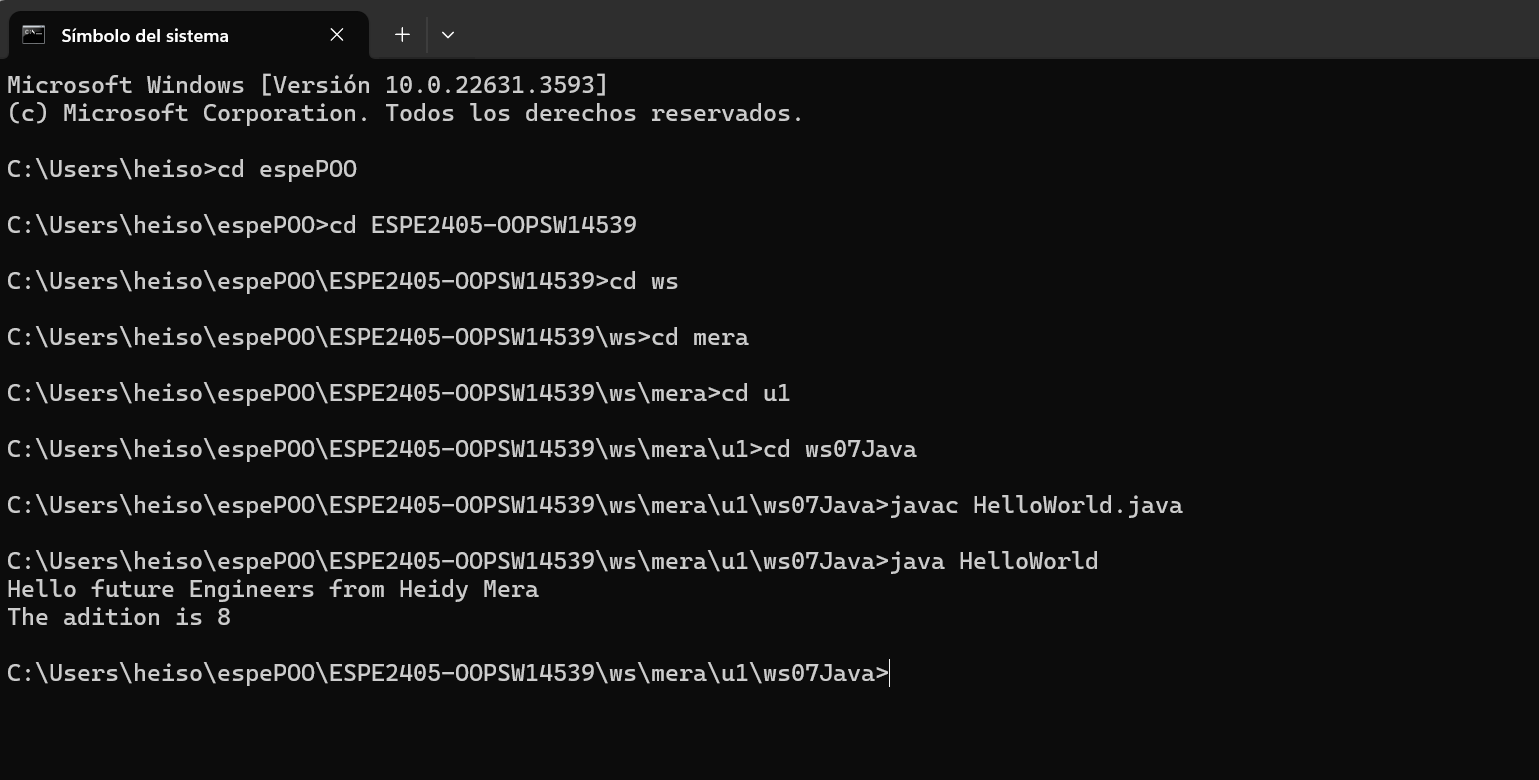 Símbolo del sistema
Microsoft Windows [Versión 10.0.22631.3593]
(c) Microsoft Corporation. Todos los derechos reservados.
C:\Users\heiso>cd espePOO
C:\Users\heiso\espePOO>cd ESPE2405-OOPSW14539
C:\Users\heiso\espePOO\ESPE2405-OOPSW14539>cd ws
C:\Users\heiso\espePOO\ESPE2405-OOPSW14539\ws>cd mera
C:\Users\heiso\espePOO\ESPE2405-OOPSW14539\ws\mera>cd u1
C:\Users\heiso\espePOO\ESPE2405-OOPSW14539\ws\mera\u1>cd ws07Java
C:\Users\heiso\espePOO\ESPE2405-OOPSW14539\ws\mera\u1\ws07Java>javac HelloWorld.java
C:\Users\heiso\espePOO\ESPE2405-OOPSW14539\ws\mera\u1\ws07Java>java HelloWorld
Hello future Engineers from Heidy Mera
The adition is 8
C:\Users\heiso\espePOO\ESPE2405-OOPSW14539\ws\mera\u1\ws07Java>